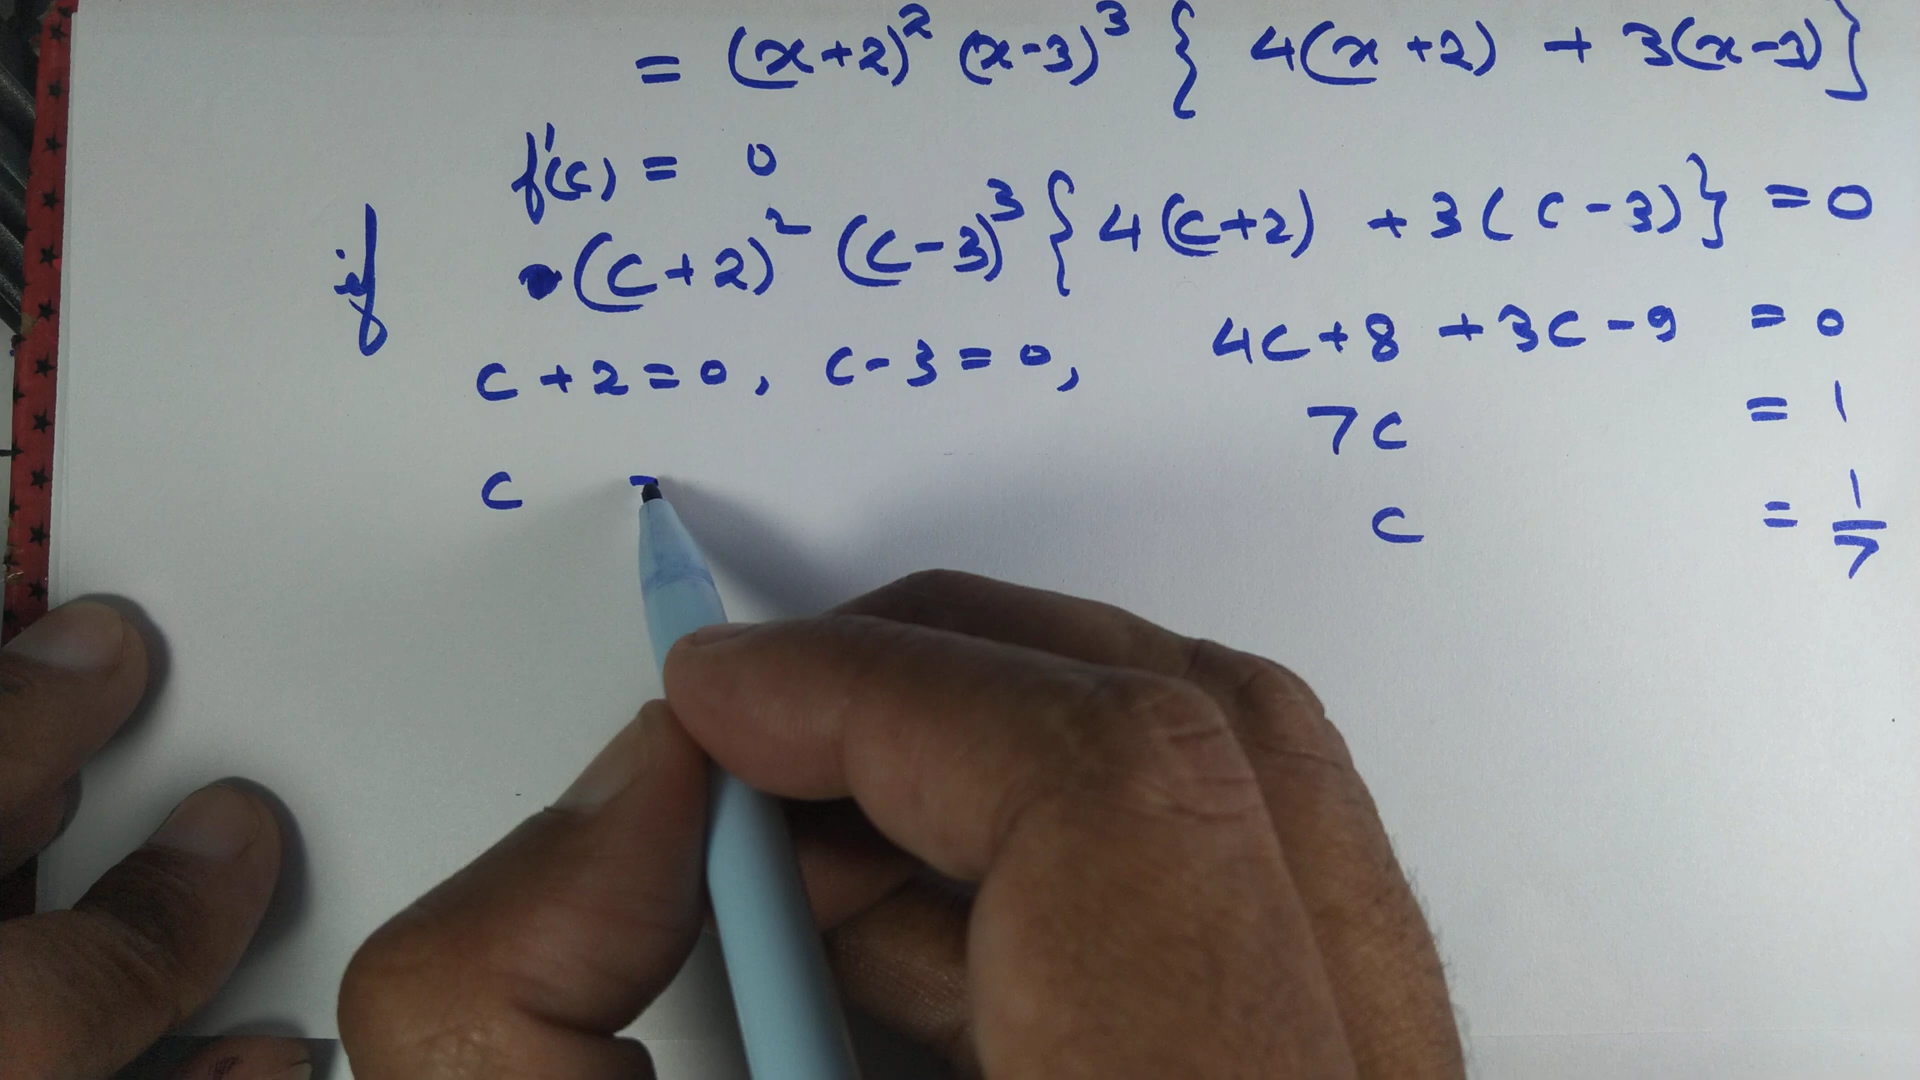 = (x+2)² (x-3)³ { 4(x+2) + 3(x-3)}
f'(c) = 0
if (c+2)² (c-3)³ {4(c+2) +3(c-3)} =0
c+2=0, c-3=0, 4c+8 +3c-9 = 0
7c = 1
c - c = 1/7